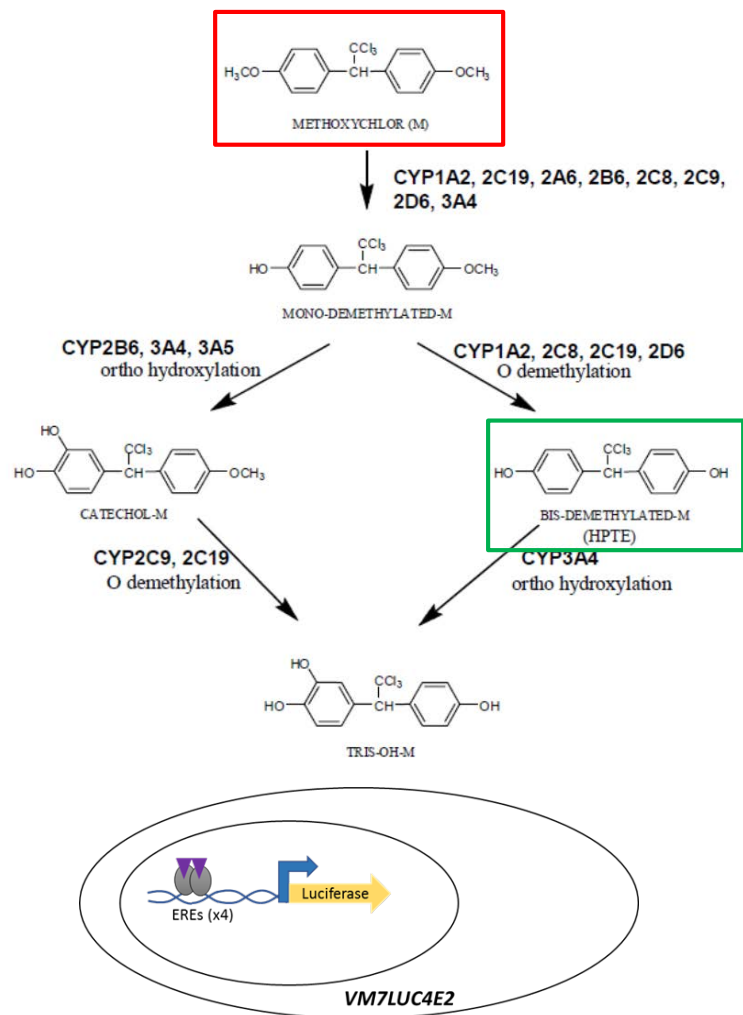 CCl3
H3CO
CH
OCH3
METHOXYCHLOR (M)
CYP1A2, 2C19, 2A6, 2B6, 2C8, 2C9,
2D6, 3A4
CCl3
HO
CH
OCH3
MONO-DEMETHYLATED-M
CYP2B6, 3A4, 3A5
ortho hydroxylation
CYP1A2, 2C8, 2C19, 2D6
O demethylation
HO
CCl3
HO
CH
OCH3
CATECHOL-M
CCl3
HO
CH
OH
BIS-DEMETHYLATED-M
(HPTE)
CYP2C9, 2C19
O demethylation
CYP3A4
ortho hydroxylation
HO
CCl3
HO
CH
OH
TRIS-OH-M
Luciferase
EREs (x4)
VM7LUC4E2